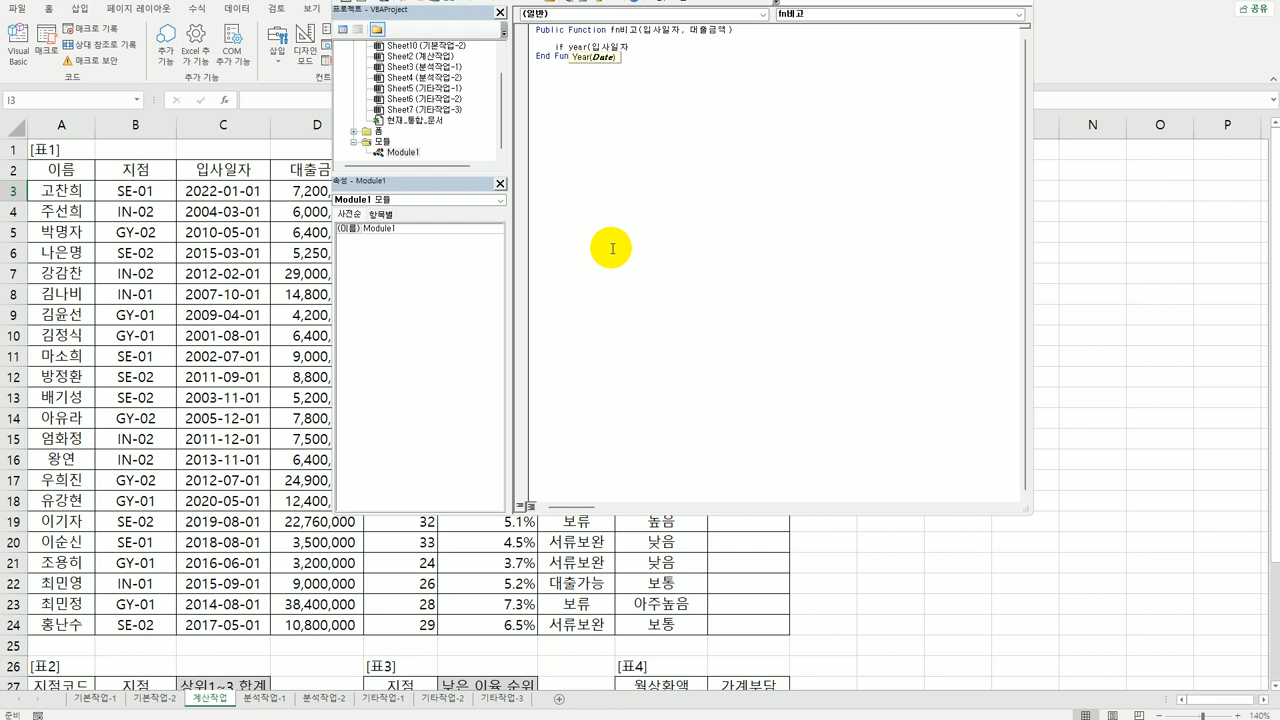 파일 홈 삽입 페이지 레이아웃 수식 데이터 검토 보기
공유
Visual Basic
매크로
매크로 기록
상대 참조로 기록
매크로 보안
코드
추가 기능
Excel 추가 기능
COM 추가 기능
추가 기능
삽입
디자인 모드
컨트
I3
fx
프로젝트 - VBAProject
Sheet10 (기본작업-2)
Sheet2 (계산작업)
Sheet3 (분석작업-1)
Sheet4 (분석작업-2)
Sheet5 (기타작업-1)
Sheet6 (기타작업-2)
Sheet7 (기타작업-3)
현재_통합_문서
폼
모듈
Module1
속성 - Module1
Module1 모듈
사전순 항목별
(이름) Module1
(일반) fn비고
Public Function fn비고(입사일자, 대출금액)
if year(입사일자
End Fun
Year(Date)
A B C D N O P
1 [표1]
2 이름 지점 입사일자 대출금
3 고찬희 SE-01 2022-01-01 7,200,
4 주선희 IN-02 2004-03-01 6,000,
5 박명자 GY-02 2010-05-01 6,400,
6 나은명 SE-02 2015-03-01 5,250,
7 강감찬 IN-02 2012-02-01 29,000,
8 김나비 IN-01 2007-10-01 14,800,
9 김윤선 GY-01 2009-04-01 4,200,
10 김정식 GY-01 2001-08-01 6,400,
11 마소희 SE-01 2002-07-01 9,000,
12 방정환 SE-02 2011-09-01 8,800,
13 배기성 SE-02 2003-11-01 5,200,
14 아유라 GY-02 2005-12-01 7,800,
15 엄화정 IN-02 2011-12-01 7,500,
16 왕연 IN-02 2013-11-01 6,400,
17 우희진 GY-02 2012-07-01 24,900,
18 유강현 GY-01 2020-05-01 12,400,
19 이기자 SE-02 2019-08-01 22,760,000 32 5.1% 보류 높음
20 이순신 SE-01 2018-08-01 3,500,000 33 4.5% 서류보완 낮음
21 조용히 GY-01 2016-06-01 3,200,000 24 3.7% 서류보완 낮음
22 최민영 IN-01 2015-09-01 9,000,000 26 5.2% 대출가능 보통
23 최민정 GY-01 2014-08-01 38,400,000 28 7.3% 보류 아주높음
24 홍난수 SE-02 2017-05-01 10,800,000 29 6.5% 서류보완 보통
25
26 [표2] [표3] [표4]
27 지점코드 지점 상위1~3 합계 지점 낮은 이율 순위 월상환액 가계부담
기본작업-1 기본작업-2 계산작업 분석작업-1 분석작업-2 기타작업-1 기타작업-2 기타작업-3
준비
140%